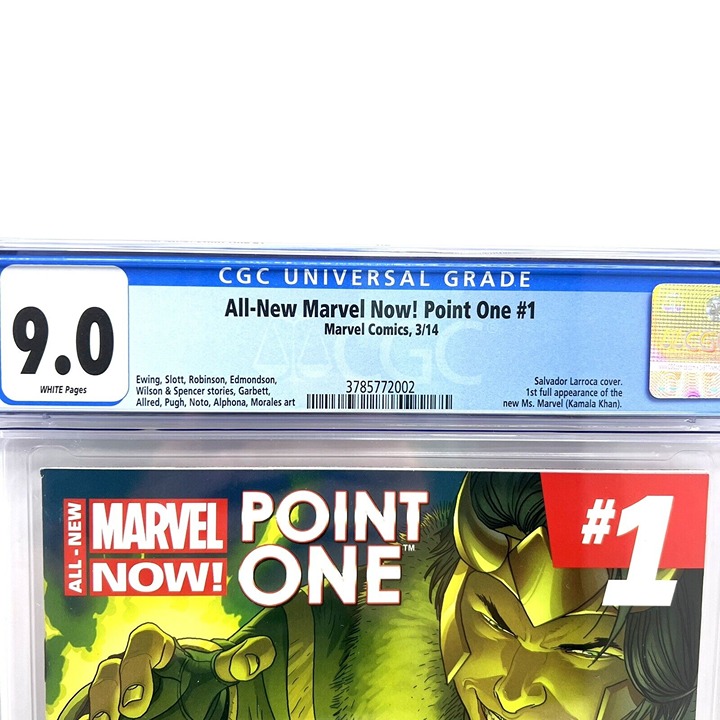 CGC UNIVERSAL GRADE
9.0
WHITE Pages
All-New Marvel Now! Point One #1
Marvel Comics, 3/14
Ewing, Slott, Robinson, Edmondson,
Wilson & Spencer stories, Garbett,
Allred, Pugh, Noto, Alphona, Morales art
3785772002
Salvador Larroca cover.
1st full appearance of the
new Ms. Marvel (Kamala Khan).
CGC
ALL-NEW
MARVEL
NOW!
POINT
ONE™
#1